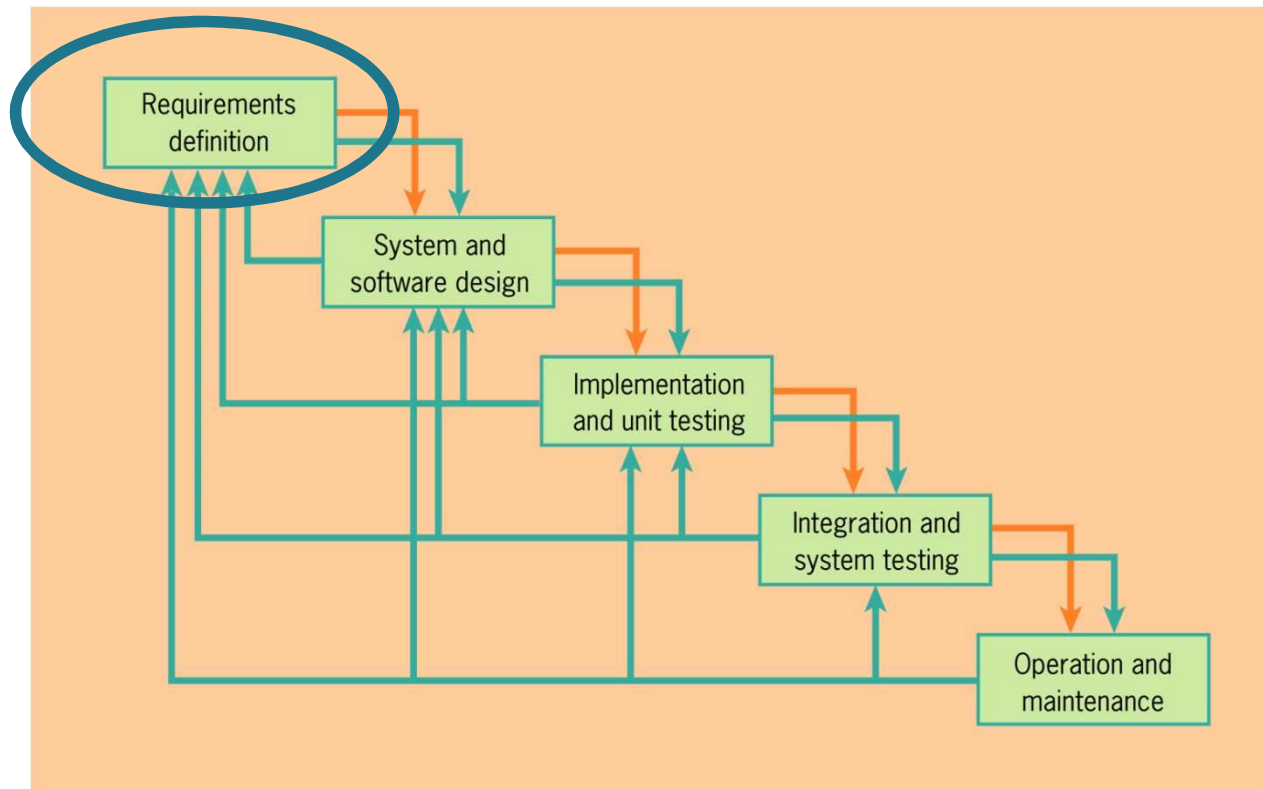 Requirements
definition
System and
software design
Implementation
and unit testing
Integration and
system testing
Operation and
maintenance